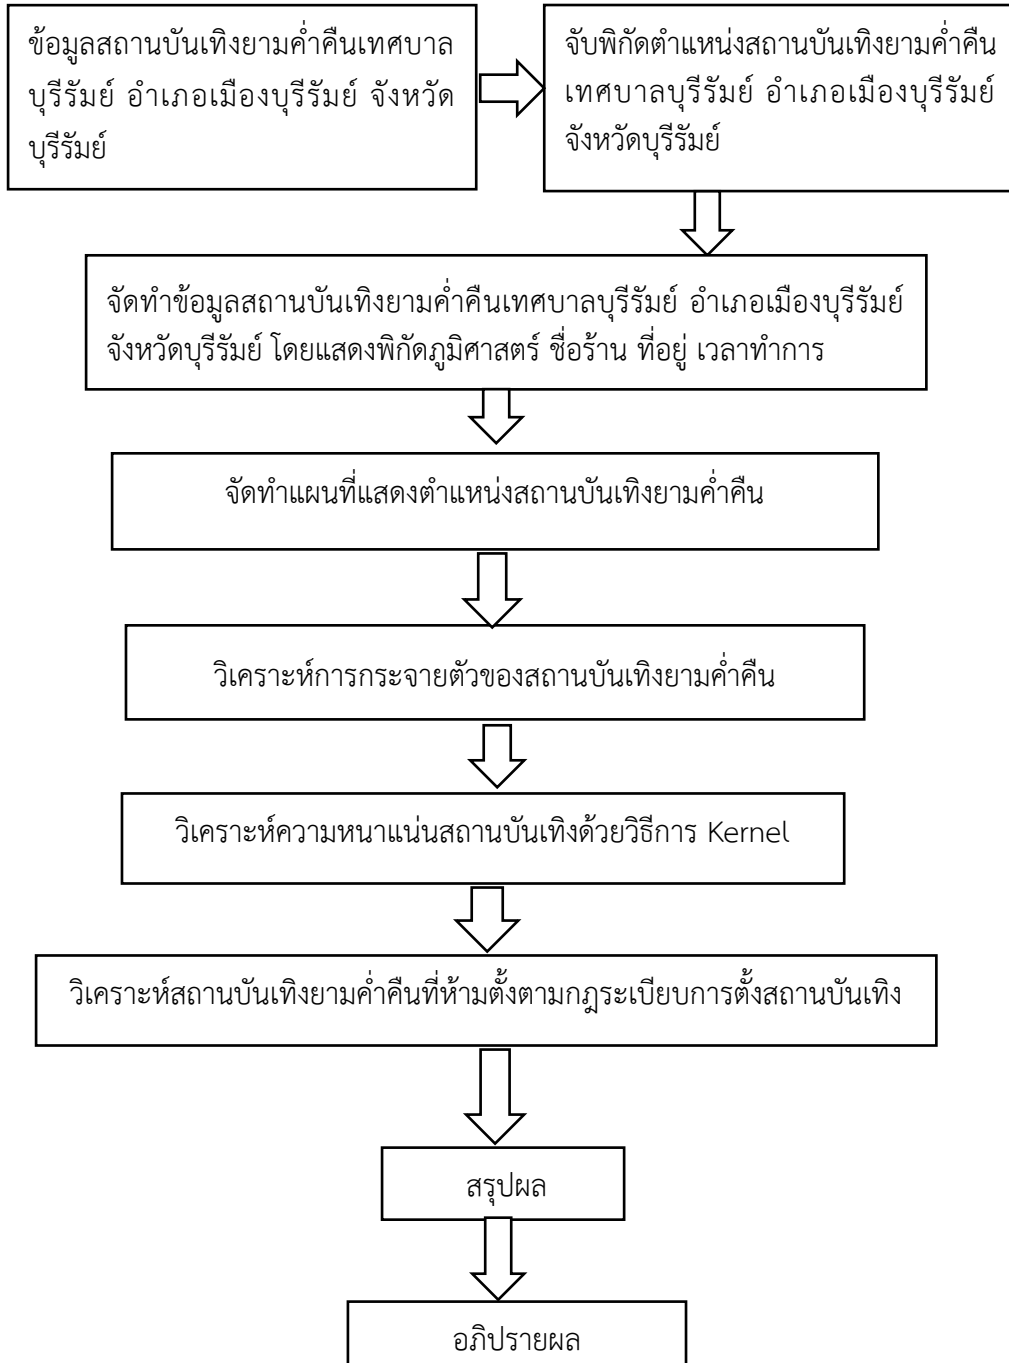 ข้อมูลสถานบันเทิงยามค่ำคืนเทศบาล
บุรีรัมย์ อำเภอเมืองบุรีรัมย์ จังหวัด
บุรีรัมย์
จับพิกัดตำแหน่งสถานบันเทิงยามค่ำคืน
เทศบาลบุรีรัมย์ อำเภอเมืองบุรีรัมย์
จังหวัดบุรีรัมย์
จัดทำข้อมูลสถานบันเทิงยามค่ำคืนเทศบาลบุรีรัมย์ อำเภอเมืองบุรีรัมย์
จังหวัดบุรีรัมย์ โดยแสดงพิกัดภูมิศาสตร์ ชื่อร้าน ที่อยู่ เวลาทำการ
จัดทำแผนที่แสดงตำแหน่งสถานบันเทิงยามค่ำคืน
วิเคราะห์การกระจายตัวของสถานบันเทิงยามค่ำคืน
วิเคราะห์ความหนาแน่นสถานบันเทิงด้วยวิธีการ Kernel
วิเคราะห์สถานบันเทิงยามค่ำคืนที่ห้ามตั้งตามกฎระเบียบการตั้งสถานบันเทิง
สรุปผล
อภิปรายผล